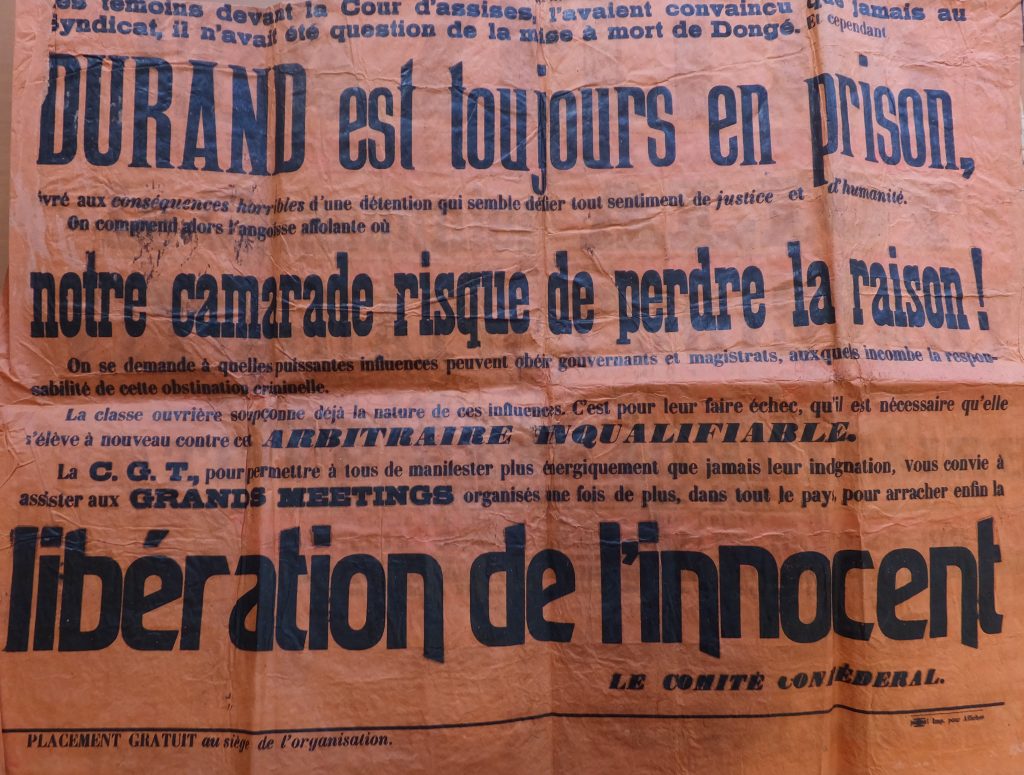 témoins devant la Cour d'assises, l'avaient convaincu que jamais au
Syndicat, il n'avait été question de la mise à mort de Dongé. Et cependant
DURAND est toujours en prison,
ivré aux conséquences horribles d'une détention qui semble défier tout sentiment de justice et d'humanité.
On comprend alors l'angoisse affolante où
notre camarade risque de perdre la raison !
On se demande à quelles puissantes influences peuvent obéir gouvernants et magistrats, auxquels incombe la respon-
sabilité de cette obstination criminelle.
La classe ouvrière soupçonne déjà la nature de ces influences. C'est pour leur faire échec, qu'il est nécessaire qu'elle
s'élève à nouveau contre cet ARBITRAIRE INQUALIFIABLE.
La C. G. T., pour permettre à tous de manifester plus énergiquement que jamais leur indignation, vous convie à
assister aux GRANDS MEETINGS organisés une fois de plus, dans tout le pays pour arracher enfin la
libération de l'innocent
LE COMITÉ CONFÉDERAL.
Imp. pour Affiches
PLACEMENT GRATUIT au siège de l'organisation.